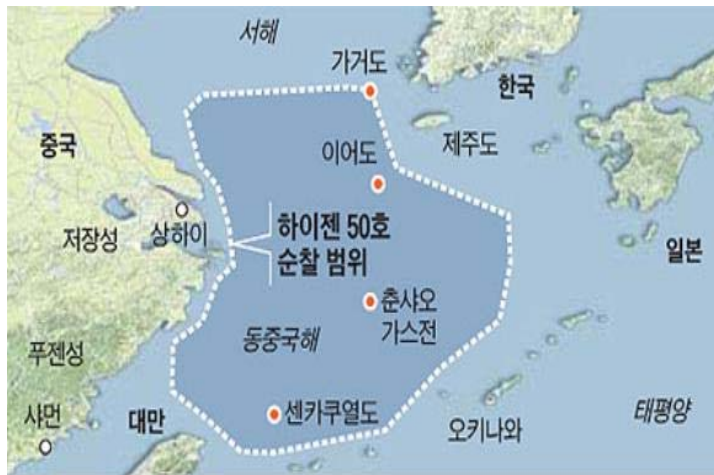 서해
가거도
한국
중국
이어도
제주도
저장성
상하이
하이젠 50호
순찰 범위
일본
춘샤오
가스전
동중국해
푸젠성
샤먼
대만
센카쿠열도
오키나와
태평양